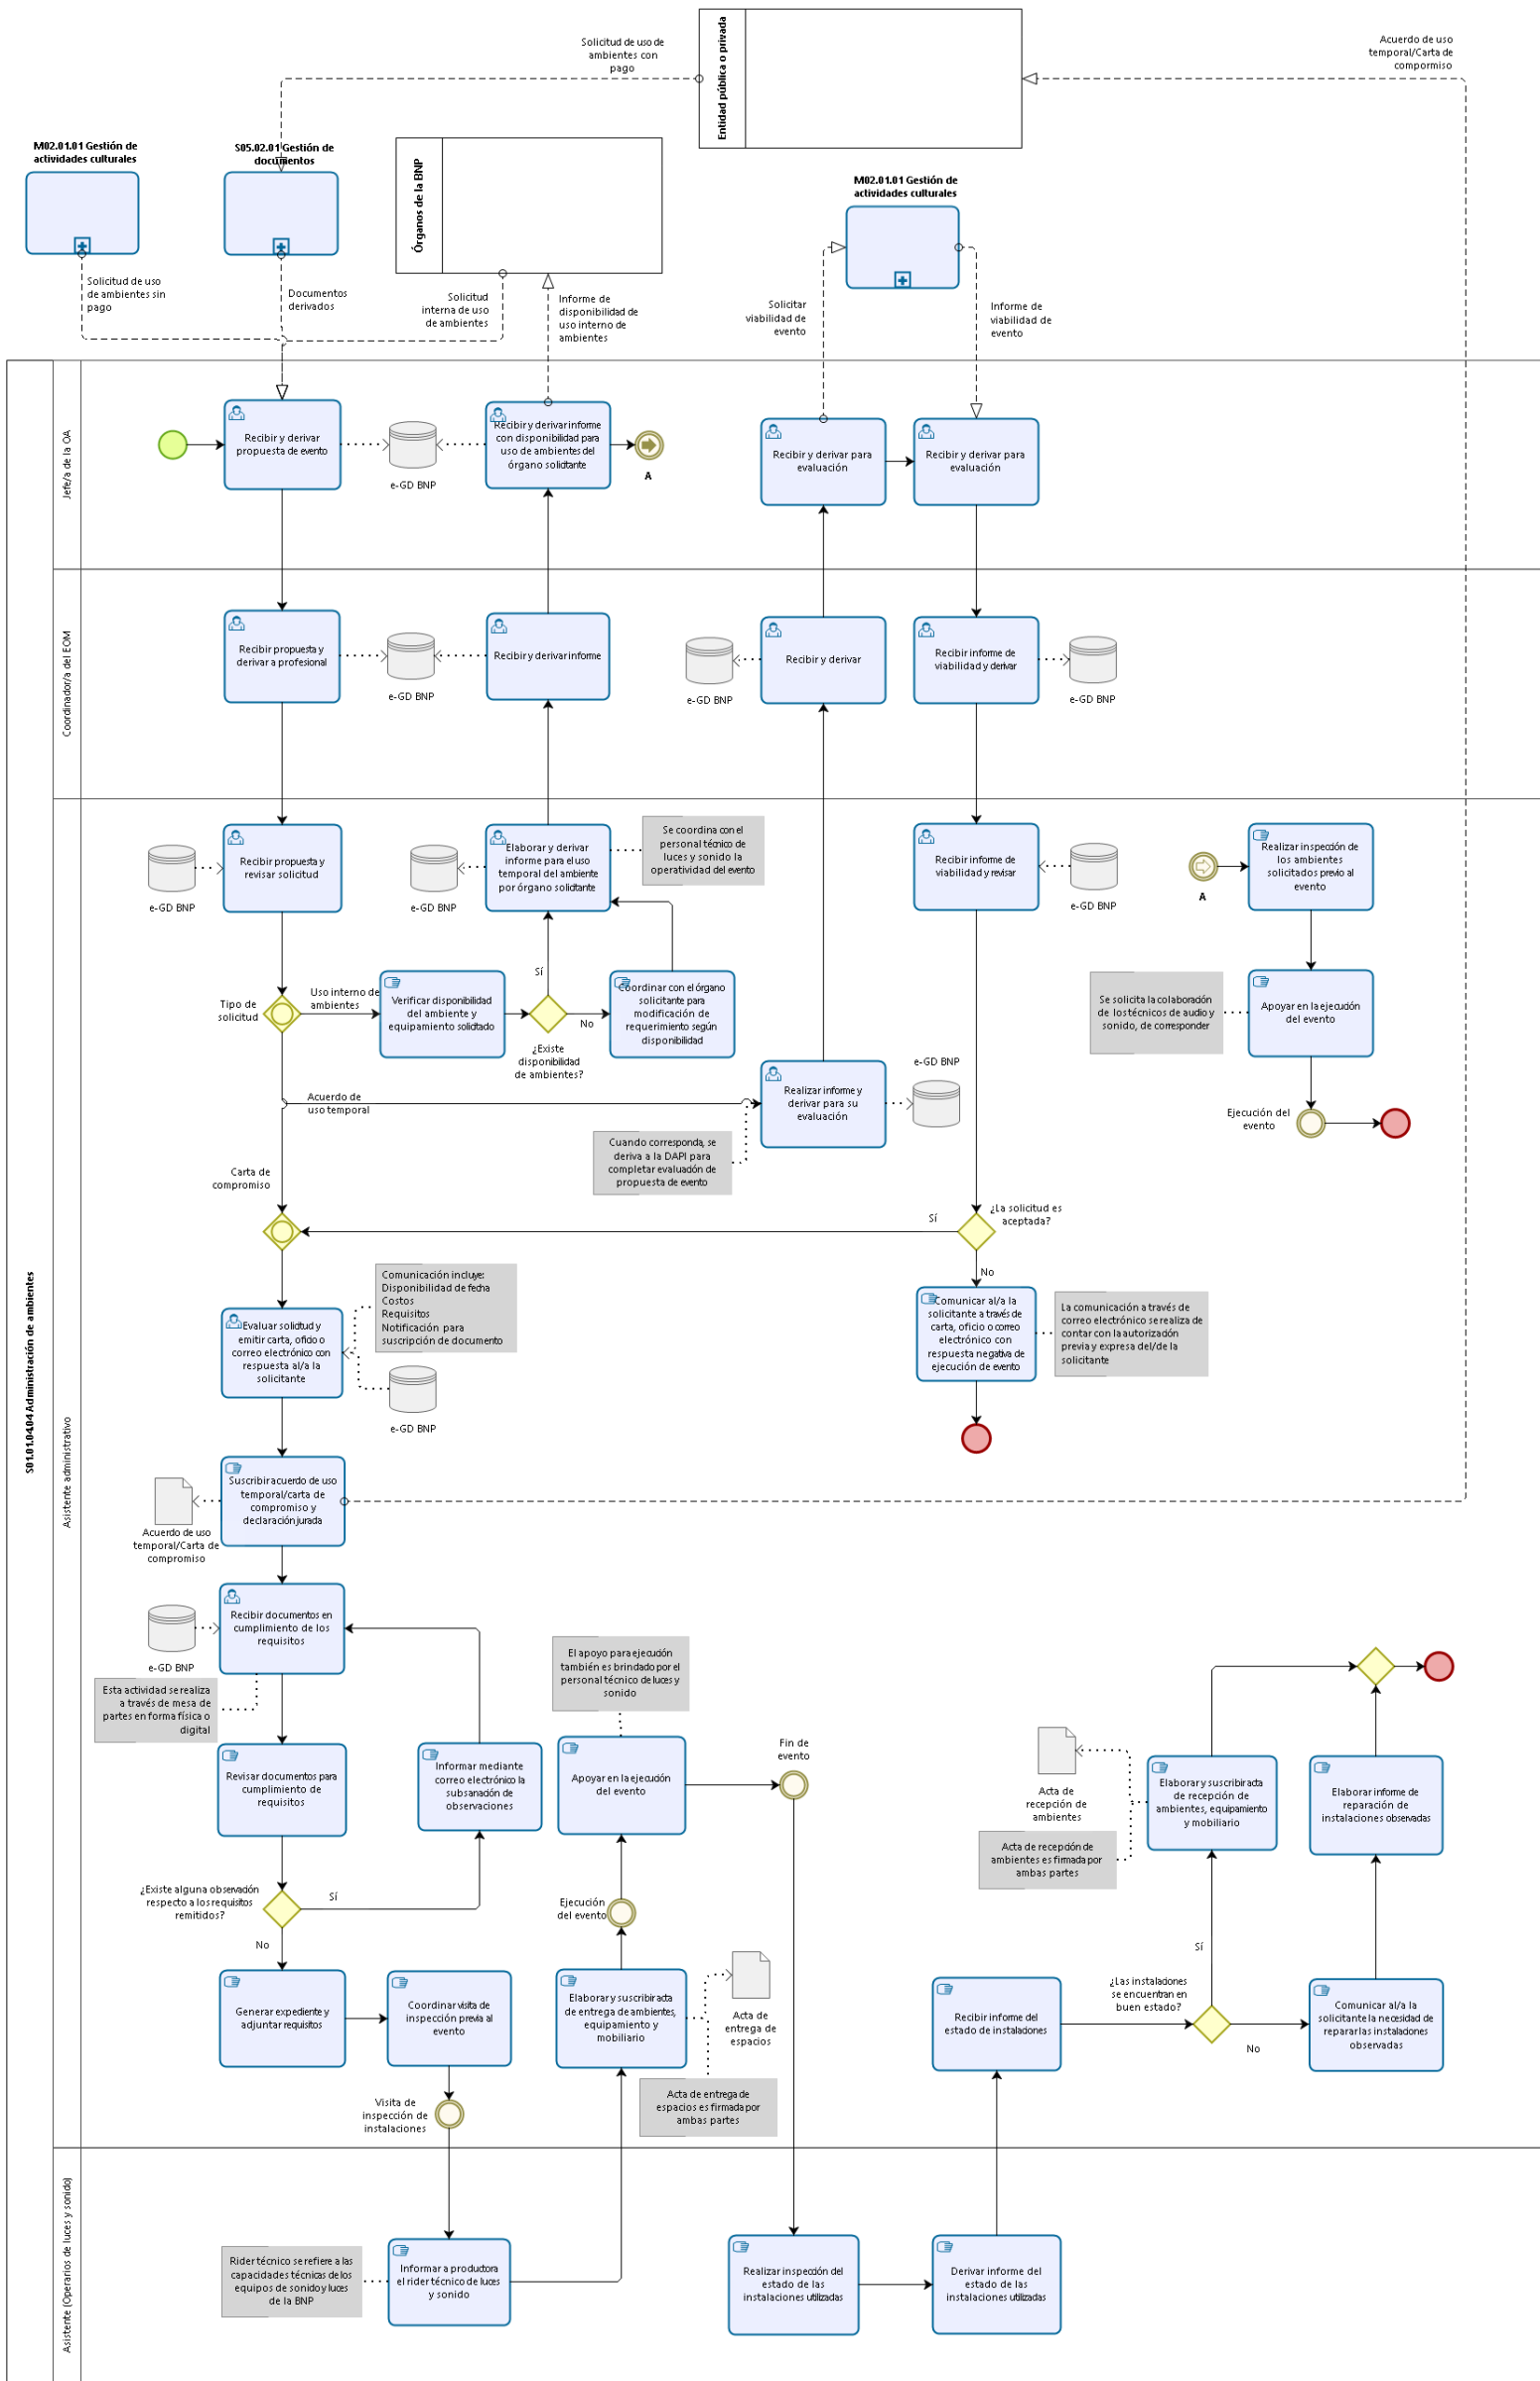 Solicitud de uso de
ambientes con
pago
Entidad pública o privada
Acuerdo de uso
temporal/Carta de
compormiso
M02.01.01 Gestión de
actividades culturales
S05.02.01 Gestión de
documentos
Órganos de la BNP
M02.01.01 Gestión de
actividades culturales
Solicitud de uso
de ambientes sin
pago
Documentos
derivados
Solicitud
interna de uso
de ambientes
Informe de
disponibilidad de
uso interno de
ambientes
Solicitar
viabilidad de
evento
Informe de
viabilidad de
evento
S01.01.04.04 Administración de ambientes
Jefe/a de la OA
Recibir y derivar
propuesta de evento
e-GD BNP
Recibir y derivar informe
con disponibilidad para
uso de ambientes del
órgano solicitante
A
Recibir y derivar para
evaluación
Recibir y derivar para
evaluación
Coordinador/a del EOM
Recibir propuesta y
derivar a profesional
e-GD BNP
Recibir y derivar informe
e-GD BNP
Recibir y derivar
Recibir informe de
viabilidad y derivar
e-GD BNP
Asistente administrativo
e-GD BNP
Recibir propuesta y
revisar solicitud
e-GD BNP
Elaborar y derivar
informe para el uso
temporal del ambiente
por órgano solicitante
Se coordina con el
personal técnico de
luces y sonido la
operatividad del evento
Recibir informe de
viabilidad y revisar
e-GD BNP
A
Realizar inspección de
los ambientes
solicitados previo al
evento
Tipo de
solicitud
Uso interno de
ambientes
Verificar disponibilidad
del ambiente y
equipamiento solicitado
Sí
No
¿Existe
disponibilidad
de ambientes?
Coordinar con el órgano
solicitante para
modificación de
requerimiento según
disponibilidad
Se solicita la colaboración
de los técnicos de audio y
sonido, de corresponder
Apoyar en la ejecución
del evento
Acuerdo de
uso temporal
Realizar informe y
derivar para su
evaluación
e-GD BNP
Ejecución del
evento
Cuando corresponda, se
deriva a la DAPI para
completar evaluación de
propuesta de evento
Carta de
compromiso
Sí
¿La solicitud es
aceptada?
No
Comunicación incluye:
Disponibilidad de fecha
Costos
Requisitos
Notificación para
suscripción de documento
Evaluar solicitud y
emitir carta, oficio o
correo electrónico con
respuesta al/a la
solicitante
e-GD BNP
Comunicar al/a la
solicitante a través de
carta, oficio o correo
electrónico con
respuesta negativa de
ejecución de evento
La comunicación a través de
correo electrónico se realiza de
contar con la autorización
previa y expresa del/de la
solicitante
Suscribir acuerdo de uso
temporal/carta de
compromiso y
declaración jurada
Acuerdo de uso
temporal/Carta de
compromiso
Recibir documentos en
cumplimiento de los
requisitos
e-GD BNP
Esta actividad se realiza
a través de mesa de
partes en forma física o
digital
El apoyo para ejecución
también es brindado por el
personal técnico de luces y
sonido
Revisar documentos para
cumplimiento de
requisitos
Informar mediante
correo electrónico la
subsanación de
observaciones
Apoyar en la ejecución
del evento
Fin de
evento
Acta de
recepción de
ambientes
Elaborar y suscribir acta
de recepción de
ambientes, equipamiento
y mobiliario
Elaborar informe de
reparación de
instalaciones observadas
Acta de recepción de
ambientes es firmada por
ambas partes
¿Existe alguna observación
respecto a los requisitos
remitidos?
Sí
No
Ejecución
del evento
Generar expediente y
adjuntar requisitos
Coordinar visita de
inspección previa al
evento
Elaborar y suscribir acta
de entrega de ambientes,
equipamiento y
mobiliario
Acta de
entrega de
espacios
Acta de entrega de
espacios es firmada por
ambas partes
Recibir informe del
estado de instalaciones
¿Las instalaciones
se encuentran en
buen estado?
Sí
No
Comunicar al/a la
solicitante la necesidad de
reparar las instalaciones
observadas
Visita de
inspección de
instalaciones
Asistente (Operarios de luces y sonido)
Rider técnico se refiere a las
capacidades técnicas de los
equipos de sonido y luces
de la BNP
Informar a productora
el rider técnico de luces
y sonido
Realizar inspección del
estado de las
instalaciones utilizadas
Derivar informe del
estado de las
instalaciones utilizadas